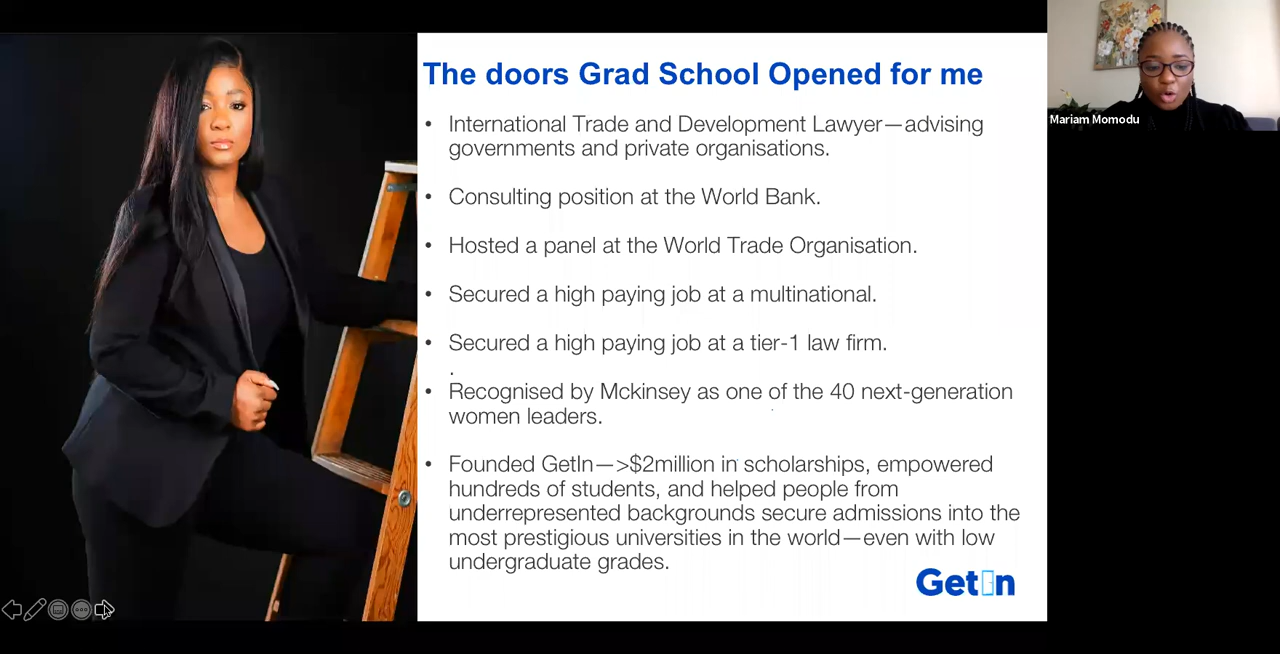 The doors Grad School Opened for me
• International Trade and Development Lawyer—advising
governments and private organisations.
• Consulting position at the World Bank.
• Hosted a panel at the World Trade Organisation.
• Secured a high paying job at a multinational.
• Secured a high paying job at a tier-1 law firm.
.
• Recognised by Mckinsey as one of the 40 next-generation
women leaders.
• Founded GetIn—>$2million in scholarships, empowered
hundreds of students, and helped people from
underrepresented backgrounds secure admissions into the
most prestigious universities in the world—even with low
undergraduate grades.
GetIn
Mariam Momodu